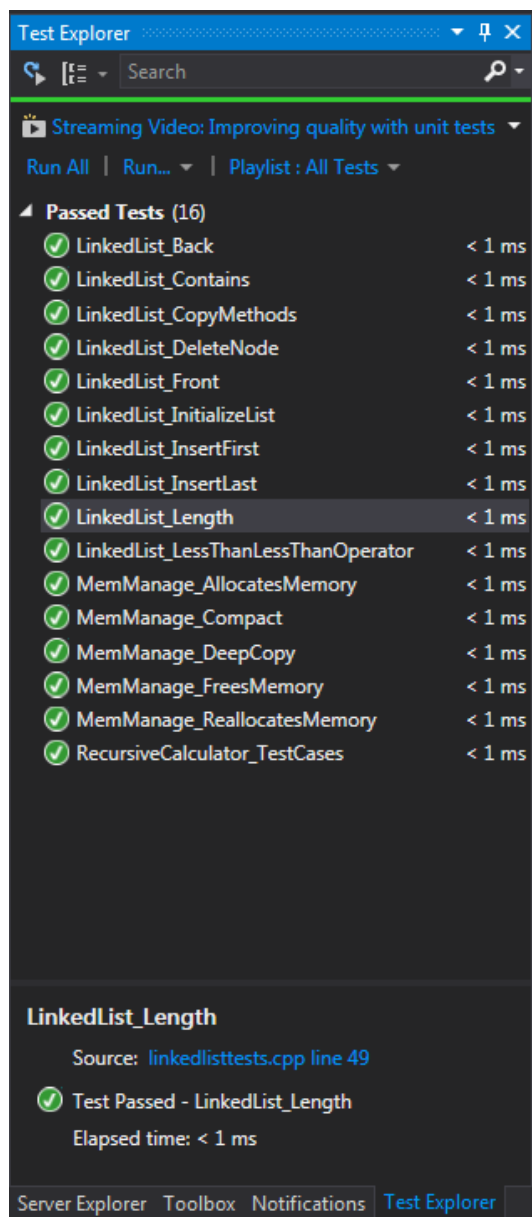 Test Explorer
Search
Streaming Video: Improving quality with unit tests
Run All | Run... | Playlist : All Tests
Passed Tests (16)
LinkedList_Back < 1 ms
LinkedList_Contains < 1 ms
LinkedList_CopyMethods < 1 ms
LinkedList_DeleteNode < 1 ms
LinkedList_Front < 1 ms
LinkedList_InitializeList < 1 ms
LinkedList_InsertFirst < 1 ms
LinkedList_InsertLast < 1 ms
LinkedList_Length < 1 ms
LinkedList_LessThanLessThanOperator < 1 ms
MemManage_AllocatesMemory < 1 ms
MemManage_Compact < 1 ms
MemManage_DeepCopy < 1 ms
MemManage_FreesMemory < 1 ms
MemManage_ReallocatesMemory < 1 ms
RecursiveCalculator_TestCases < 1 ms
LinkedList_Length
Source: linkedlisttests.cpp line 49
Test Passed - LinkedList_Length
Elapsed time: < 1 ms
Server Explorer Toolbox Notifications Test Explorer